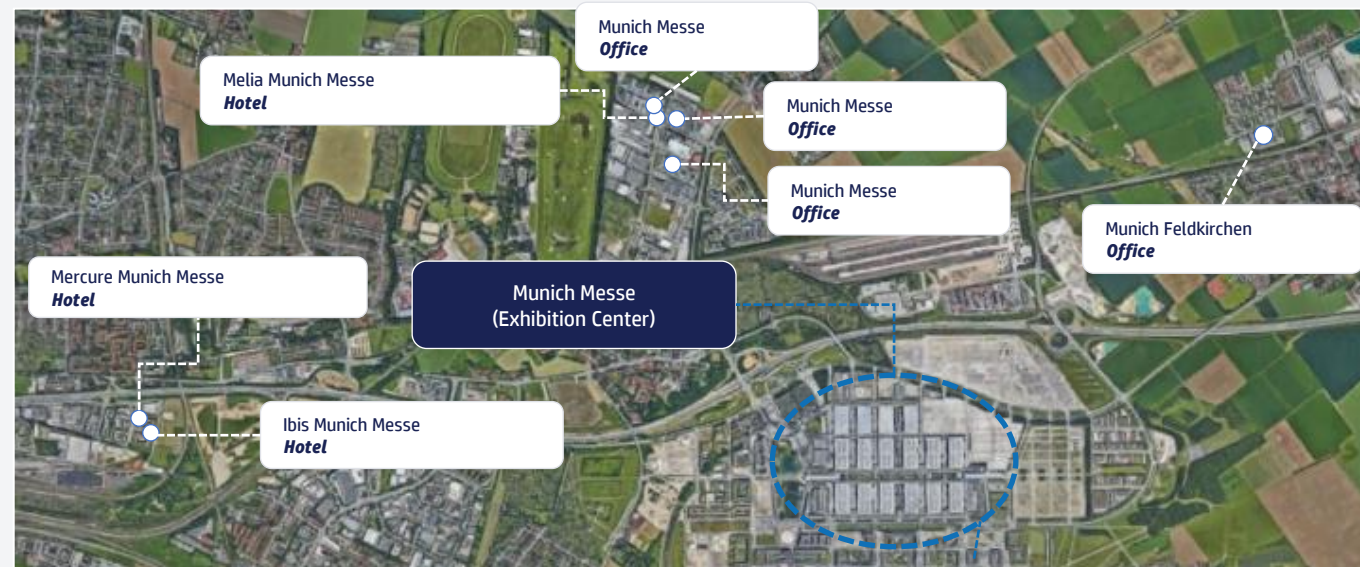 Munich Messe
Office
Melia Munich Messe
Hotel
Munich Messe
Office
Munich Messe
Office
Munich Feldkirchen
Office
Mercure Munich Messe
Hotel
Munich Messe
(Exhibition Center)
Ibis Munich Messe
Hotel